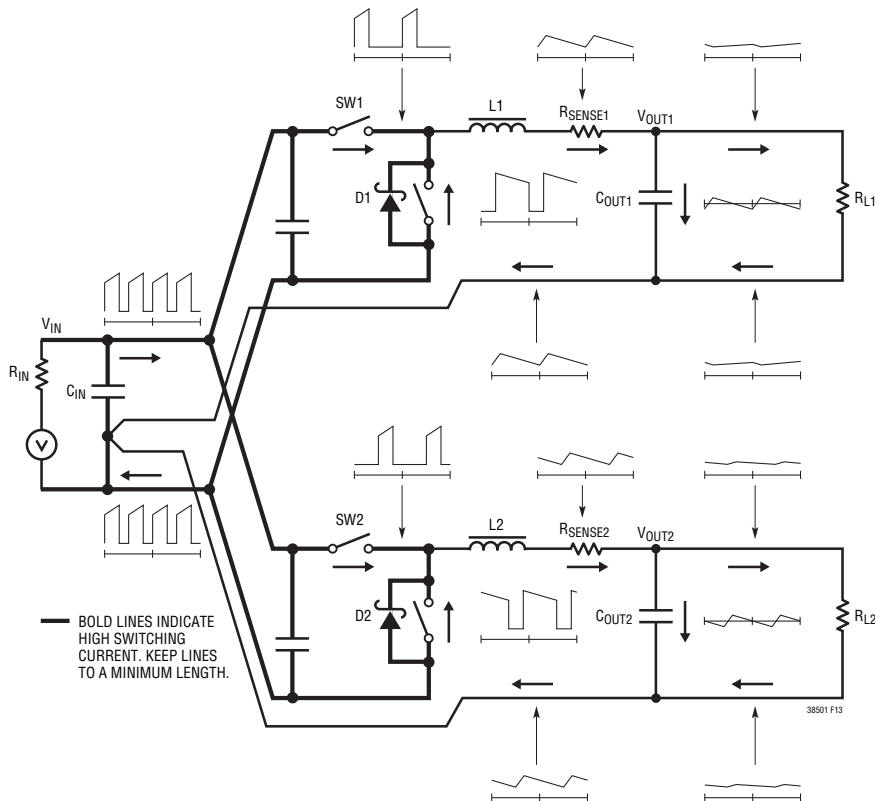 SW1
L1
RSENSE1
VOUT1
D1
COUT1
RL1
VIN
RIN
CIN
V
SW2
L2
RSENSE2
VOUT2
D2
COUT2
RL2
BOLD LINES INDICATE
HIGH SWITCHING
CURRENT. KEEP LINES
TO A MINIMUM LENGTH.
38501 F13